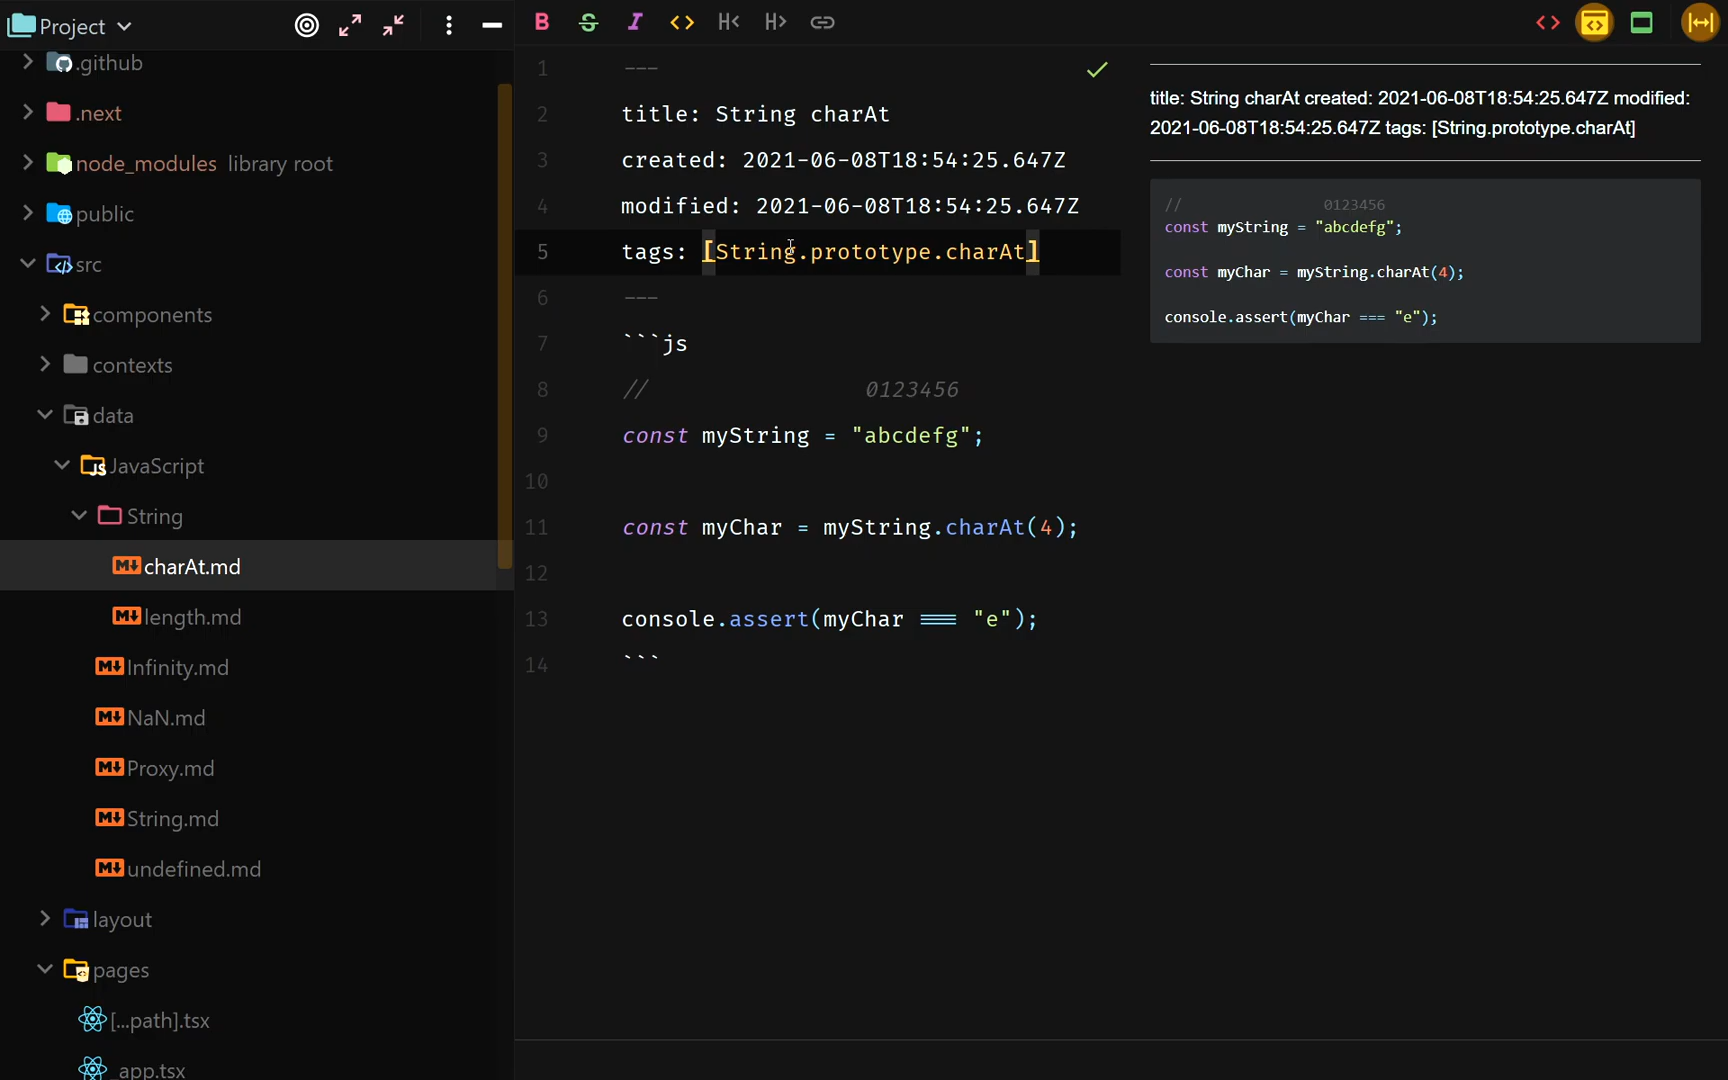 Project
.github
.next
node_modules library root
public
src
components
contexts
data
JavaScript
String
charAt.md
length.md
Infinity.md
NaN.md
Proxy.md
String.md
undefined.md
layout
pages
[...path].tsx
_app.tsx
B S I <> H< H>
1 ---
2 title: String charAt
3 created: 2021-06-08T18:54:25.647Z
4 modified: 2021-06-08T18:54:25.647Z
5 tags: [String.prototype.charAt]
6 ---
7 ```js
8 // 0123456
9 const myString = "abcdefg";
10
11 const myChar = myString.charAt(4);
12
13 console.assert(myChar === "e");
14 ```
title: String charAt created: 2021-06-08T18:54:25.647Z modified:
2021-06-08T18:54:25.647Z tags: [String.prototype.charAt]
// 0123456
const myString = "abcdefg";
const myChar = myString.charAt(4);
console.assert(myChar === "e");